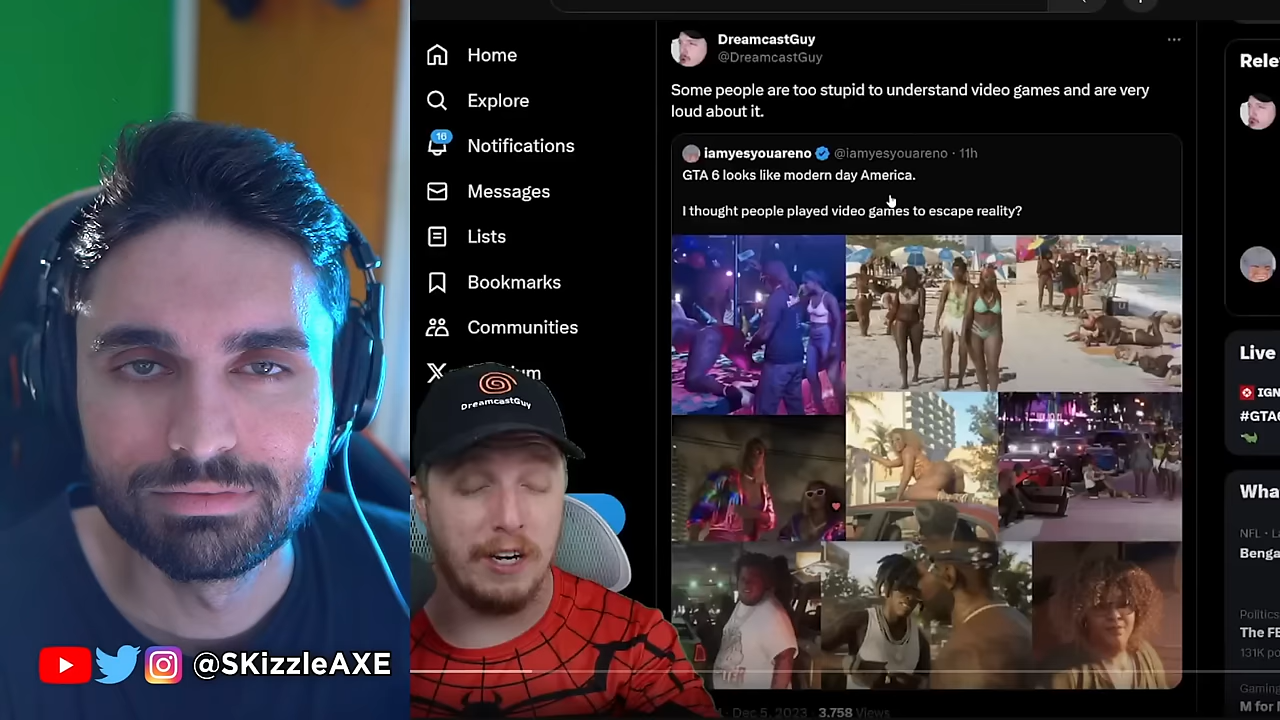 Home
Explore
16
Notifications
Messages
Lists
Bookmarks
Communities
DreamcastGuy
@SKizzleAXE
DreamcastGuy
@DreamcastGuy
Some people are too stupid to understand video games and are very
loud about it.
iamyesyouareno @iamyesyouareno · 11h
GTA 6 looks like modern day America.
I thought people played video games to escape reality?
Dec 5, 2023 · 3,758 Views
Rele
Live
IGN
#GTA
Wha
NFL · L
Benga
Politics
The FE
131K po
Gaming
M for